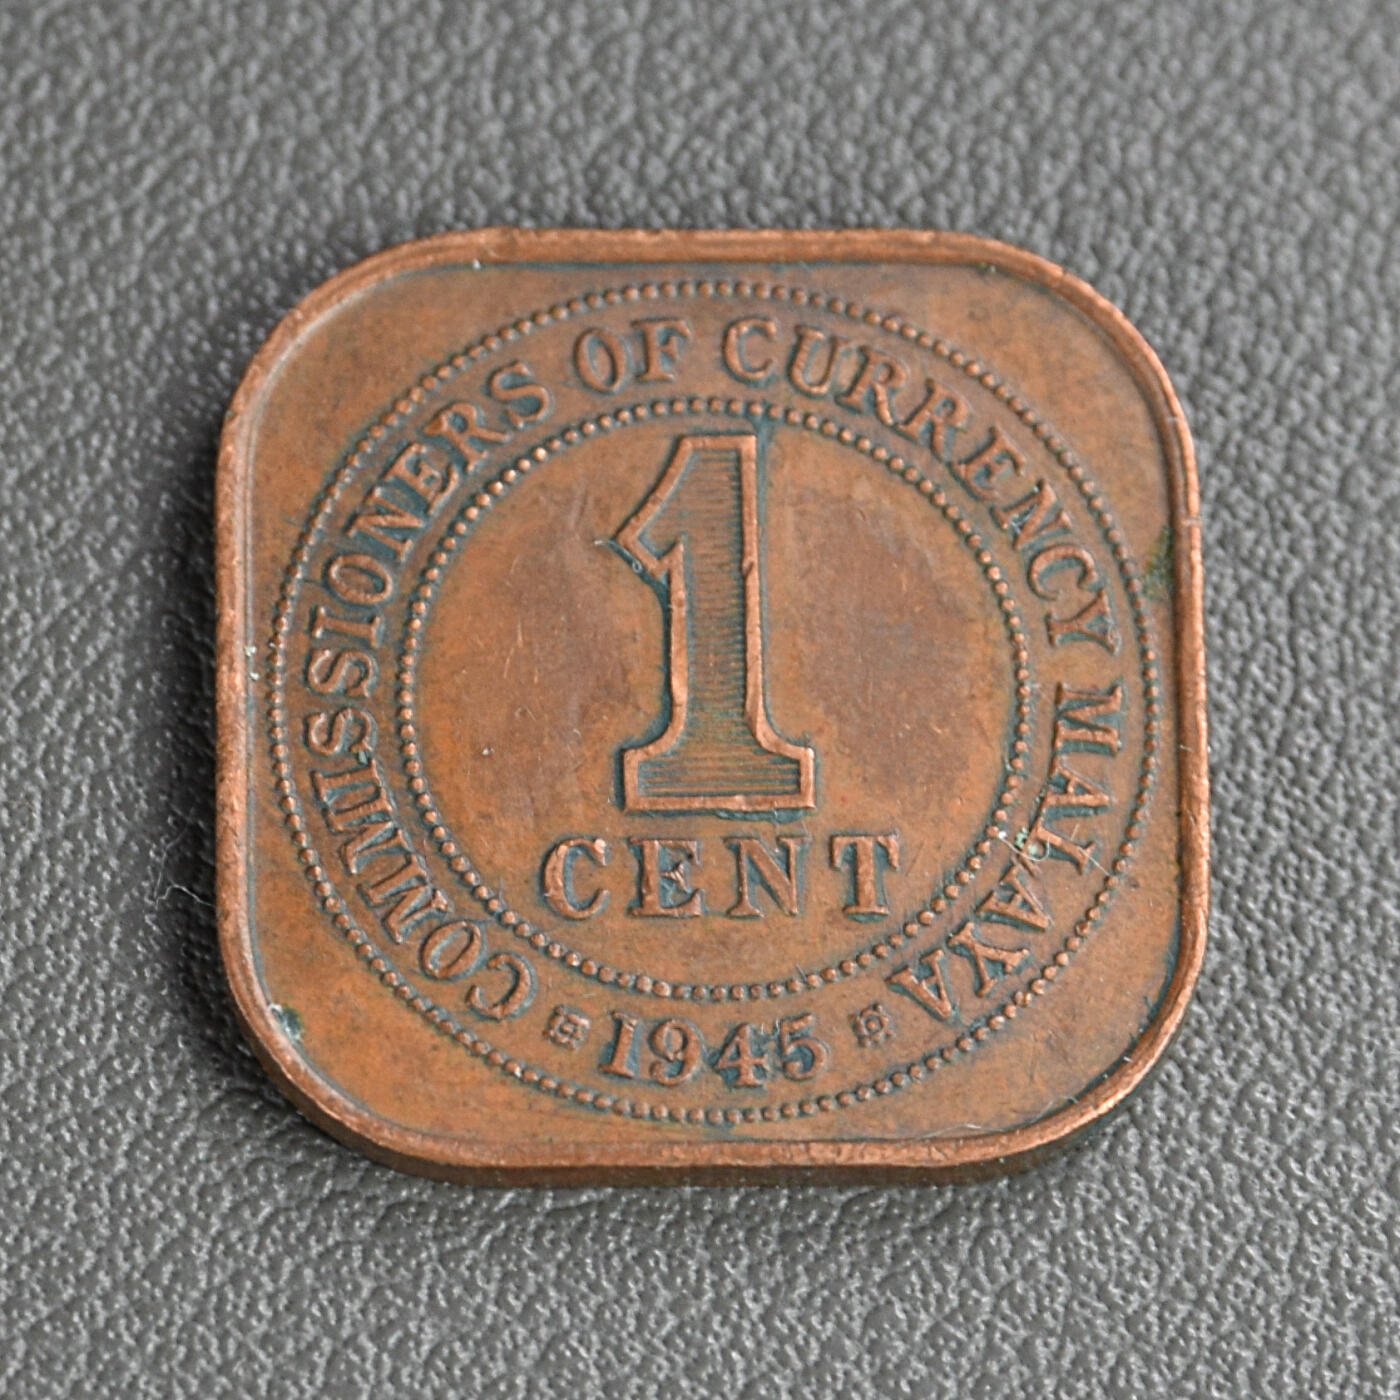 COMMISSIONERS OF CURRENCY MALAYA
1
CENT
1945